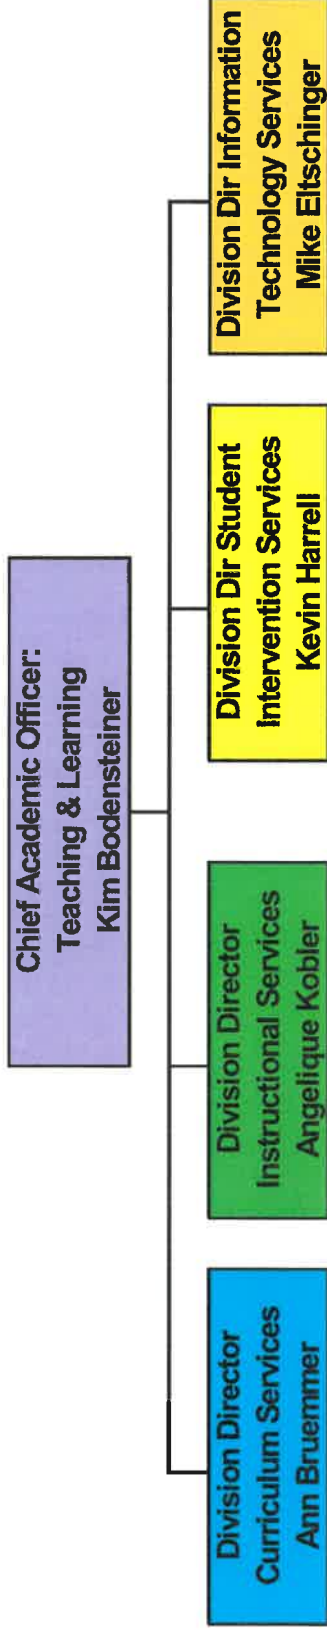 Chief Academic Officer:
Teaching & Learning
Kim Bodensteiner
Division Director
Curriculum Services
Ann Bruemmer
Division Director
Instructional Services
Angelique Kobler
Division Dir Student
Intervention Services
Kevin Harrell
Division Dir Information
Technology Services
Mike Eltschinger